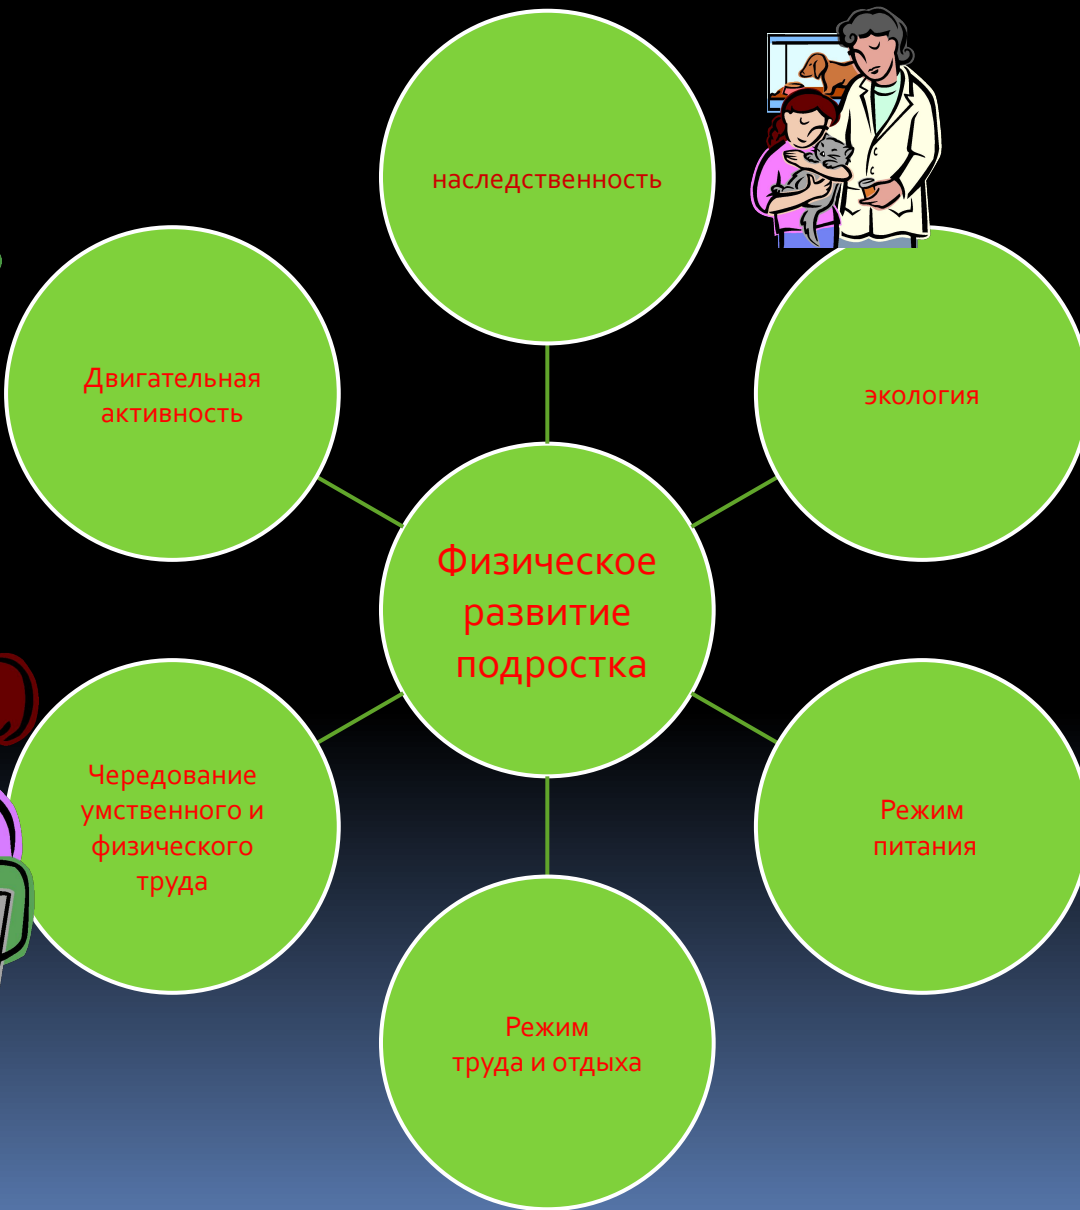 наследственность
Двигательная
активность
экология
Физическое
развитие
подростка
Чередование
умственного и
физического
труда
Режим
питания
Режим
труда и отдыха